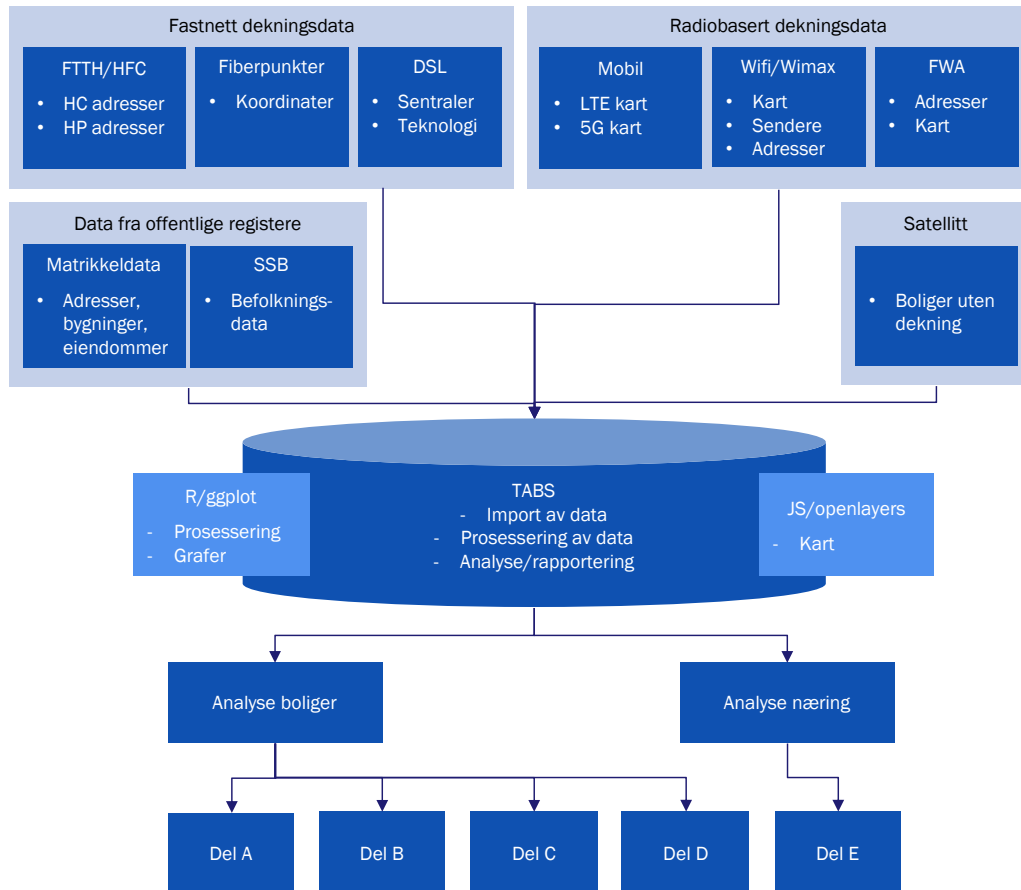 Fastnett dekningsdata
FTTH/HFC
• HC adresser
• HP adresser
Fiberpunkter
• Koordinater
DSL
• Sentraler
• Teknologi
Radiobasert dekningsdata
Mobil
• LTE kart
• 5G kart
Wifi/Wimax
• Kart
• Sendere
• Adresser
FWA
• Adresser
• Kart
Data fra offentlige registere
Matrikkeldata
• Adresser,
bygninger,
eiendommer
SSB
• Befolknings-
data
Satellitt
• Boliger uten
dekning
R/ggplot
- Prosessering
- Grafer
TABS
- Import av data
- Prosessering av data
- Analyse/rapportering
JS/openlayers
- Kart
Analyse boliger
Analyse næring
Del A
Del B
Del C
Del D
Del E